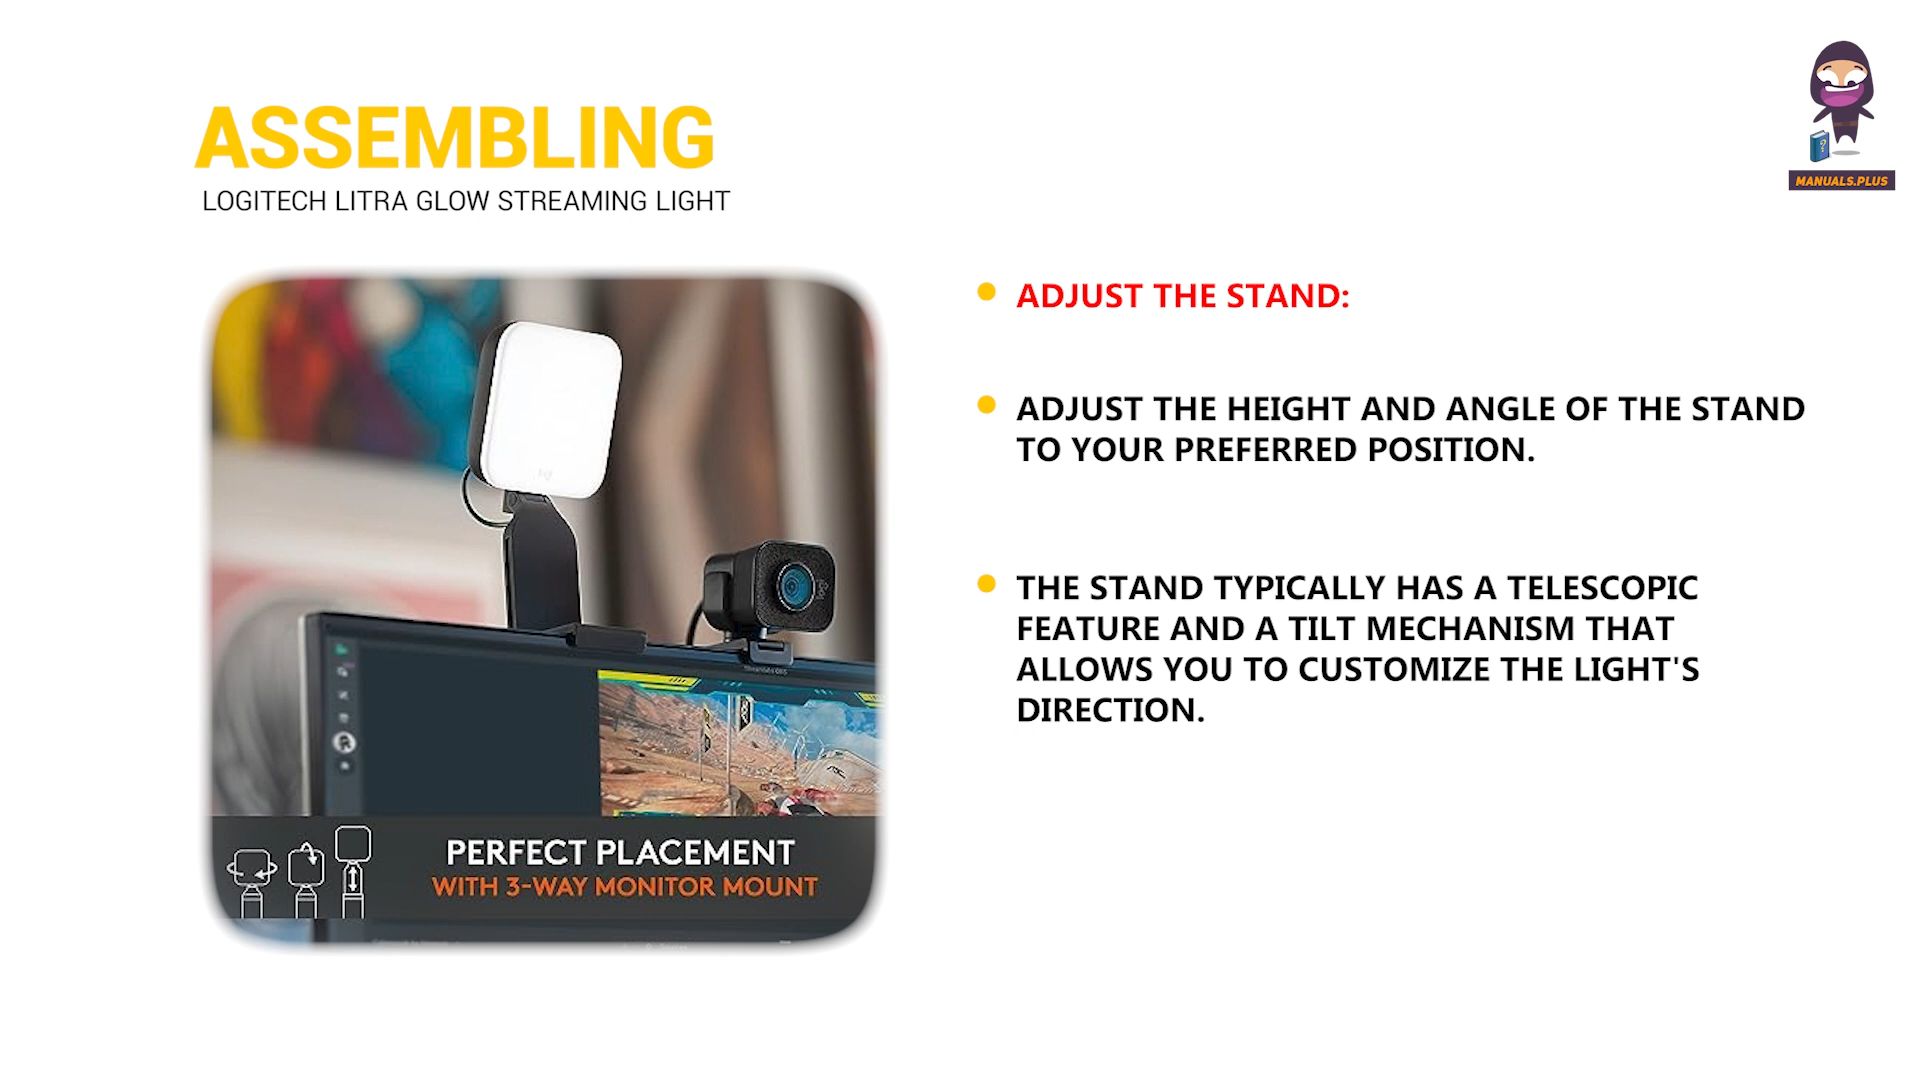 ASSEMBLING
LOGITECH LITRA GLOW STREAMING LIGHT
MANUALS.PLUS
ADJUST THE STAND:
ADJUST THE HEIGHT AND ANGLE OF THE STAND
TO YOUR PREFERRED POSITION.
THE STAND TYPICALLY HAS A TELESCOPIC
FEATURE AND A TILT MECHANISM THAT
ALLOWS YOU TO CUSTOMIZE THE LIGHT'S
DIRECTION.
PERFECT PLACEMENT
WITH 3-WAY MONITOR MOUNT